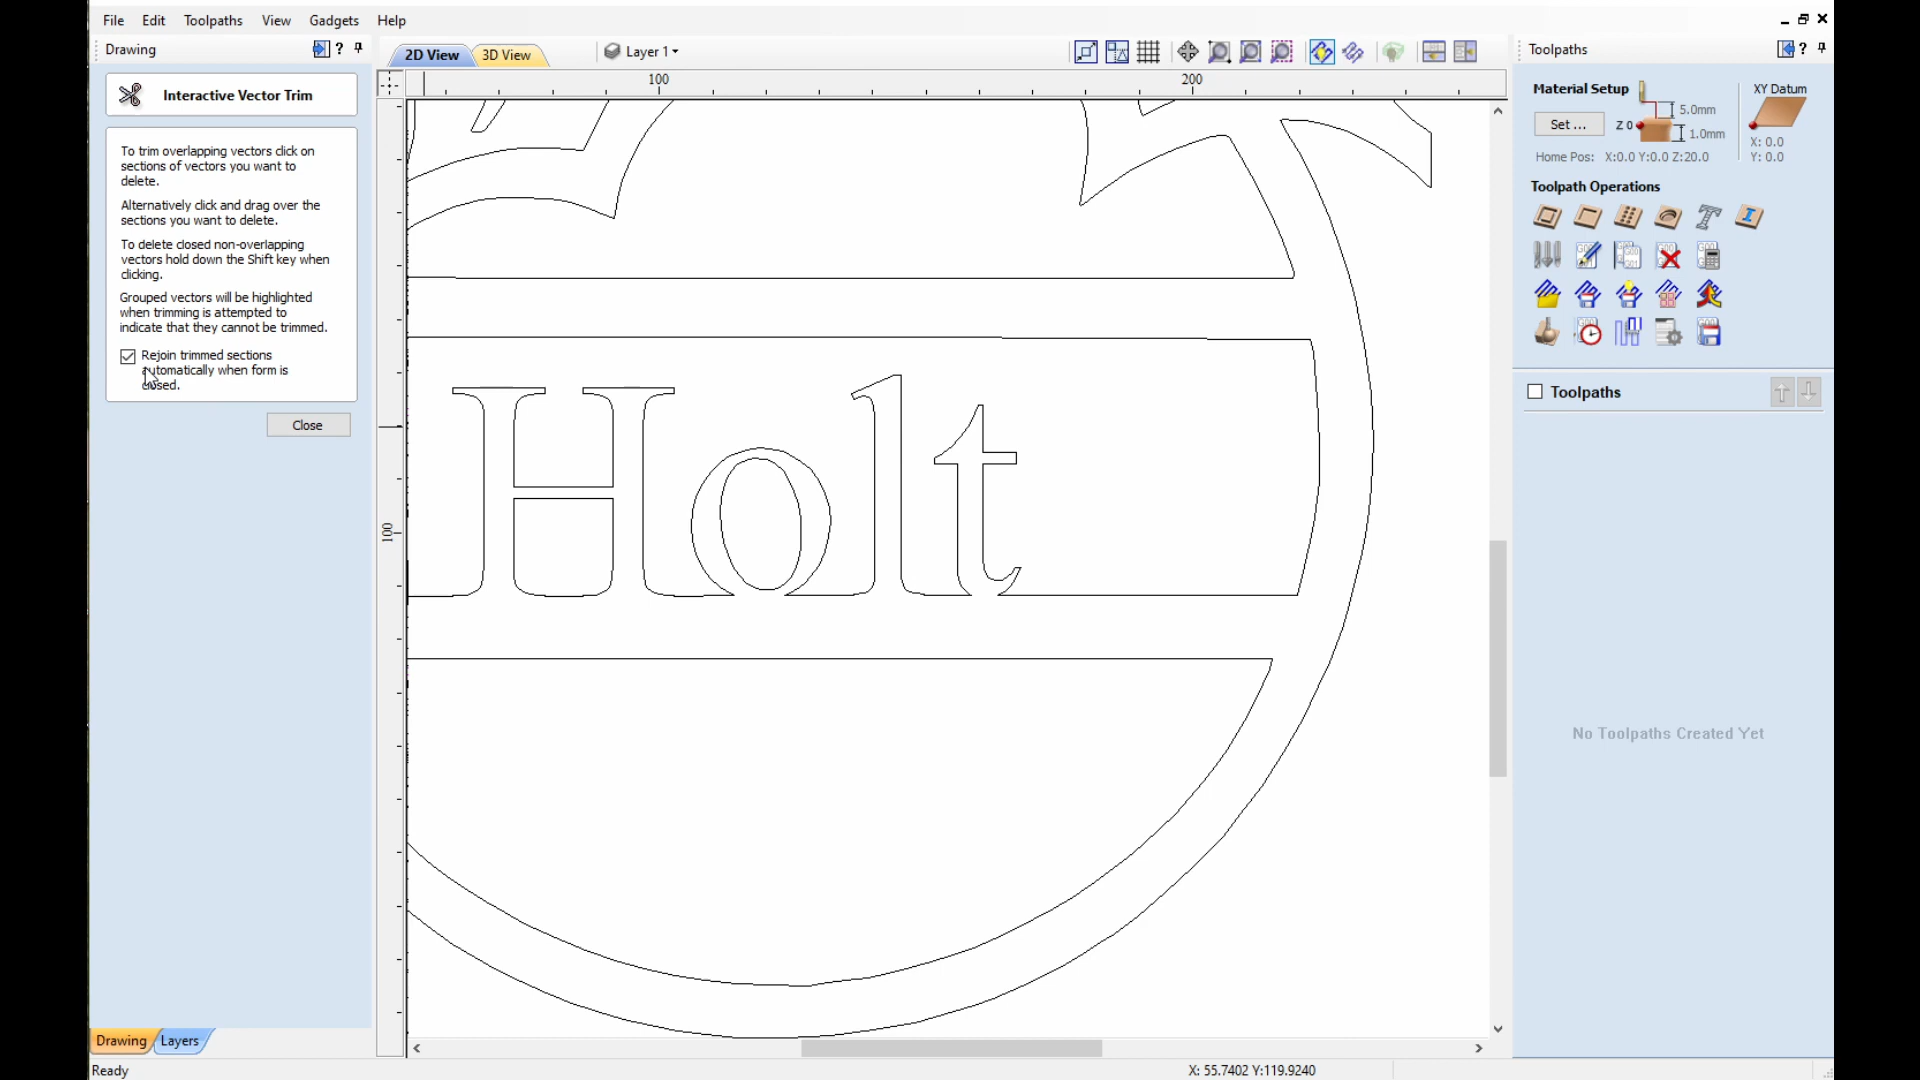 File Edit Toolpaths View Gadgets Help
Drawing
?
2D View 3D View
Layer 1
Toolpaths
?
Interactive Vector Trim
To trim overlapping vectors click on
sections of vectors you want to
delete.
Alternatively click and drag over the
sections you want to delete.
To delete closed non-overlapping
vectors hold down the Shift key when
clicking.
Grouped vectors will be highlighted
when trimming is attempted to
indicate that they cannot be trimmed.
Rejoin trimmed sections
automatically when form is
closed.
Close
100
200
100
Holt
Material Setup
XY Datum
5.0mm
Set ...
Z 0
1.0mm
X: 0.0
Y: 0.0
Home Pos: X:0.0 Y:0.0 Z:20.0
Toolpath Operations
Toolpaths
No Toolpaths Created Yet
Drawing Layers
Ready
X: 55.7402 Y:119.9240